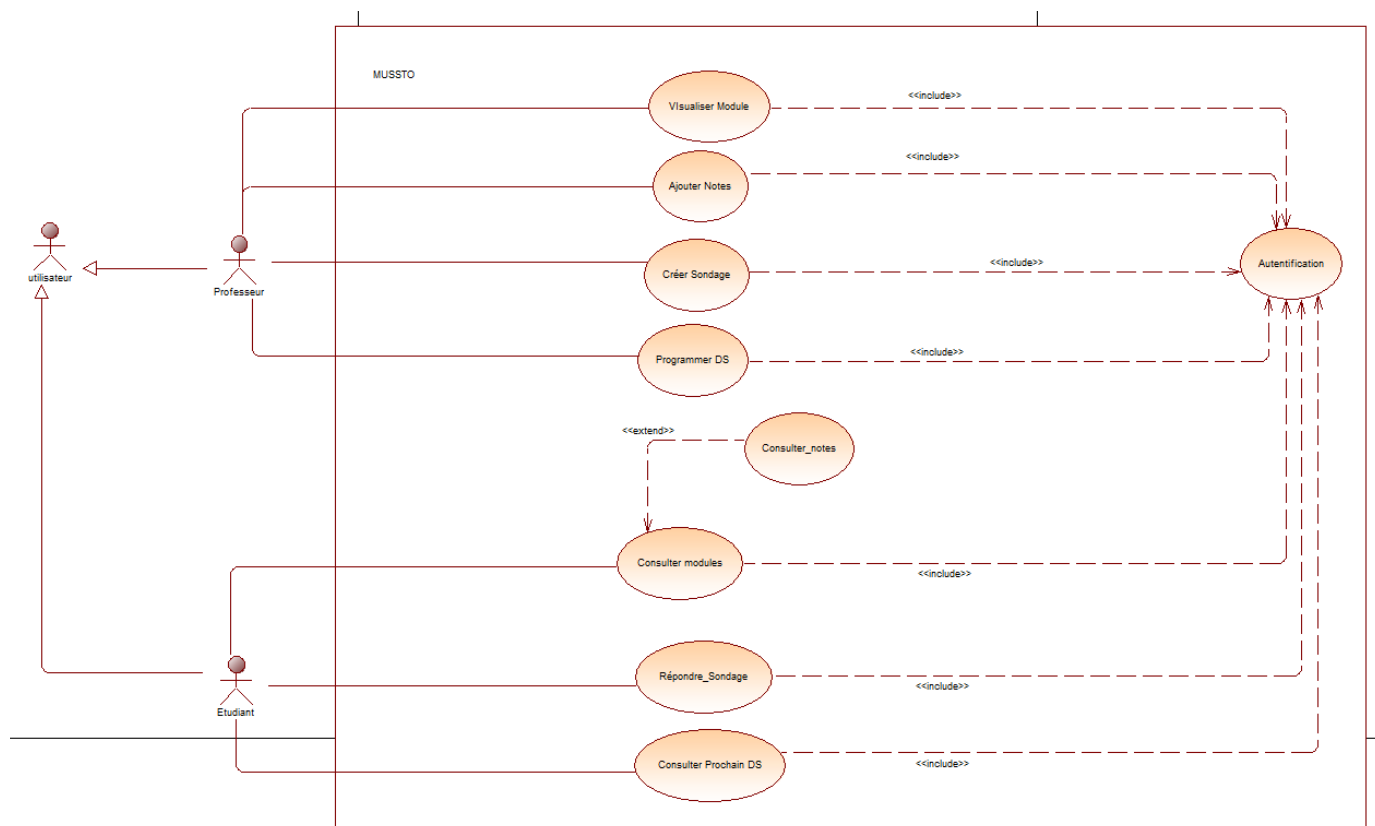 MUSSTO
VIsualiser Module
<<include>>
Ajouter Notes
<<include>>
utilisateur
Professeur
Créer Sondage
<<include>>
Autentification
Programmer DS
<<include>>
<<extend>>
Consulter_notes
Consulter modules
<<include>>
Etudiant
Répondre_Sondage
<<include>>
Consulter Prochain DS
<<include>>